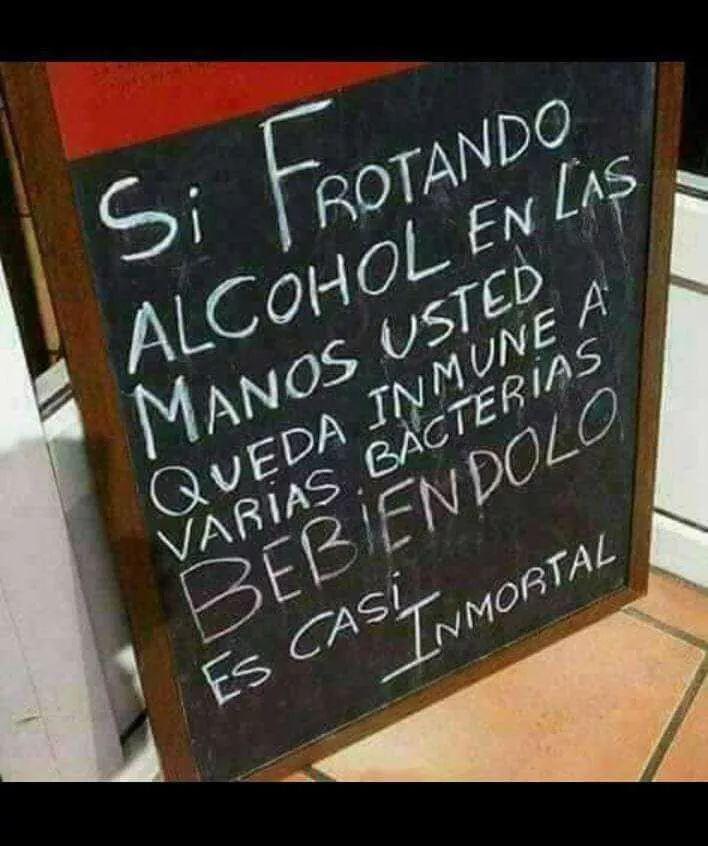 Si FROTANDO
ALCOHOL EN LAS
MANOS USTED
QUEDA INMUNE A
VARIAS BACTERIAS
BEBIENDOLO
ES CASI INMORTAL